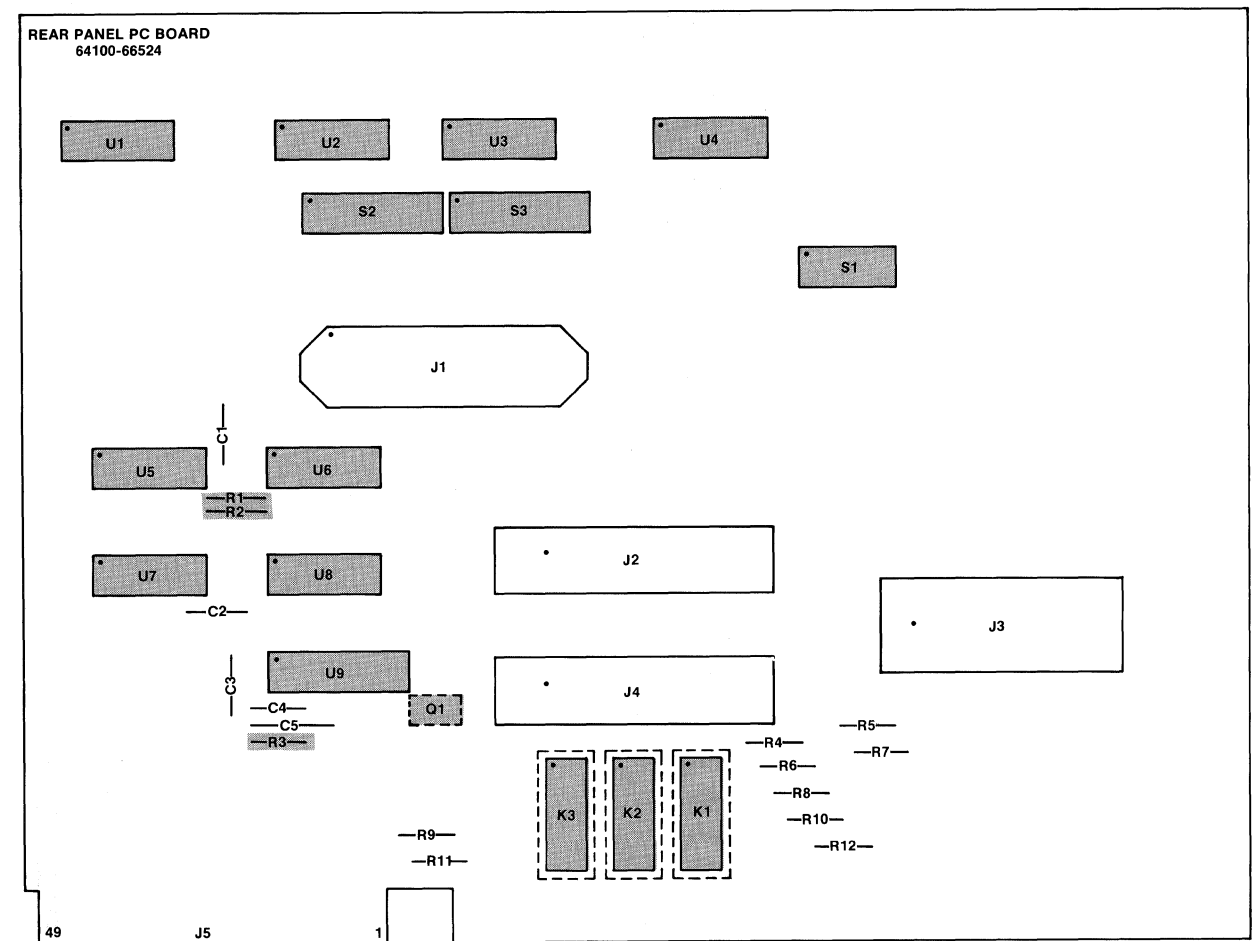 REAR PANEL PC BOARD
64100-66524
U1
U2
U3
U4
S2
S3
S1
J1
C1
U5
U6
R1
R2
J2
U7
U8
C2
J3
U9
C3
J4
C4
Q1
C5
R5
R3
R4
R7
R6
R8
K3
K2
K1
R10
R9
R12
R11
49
J5
1